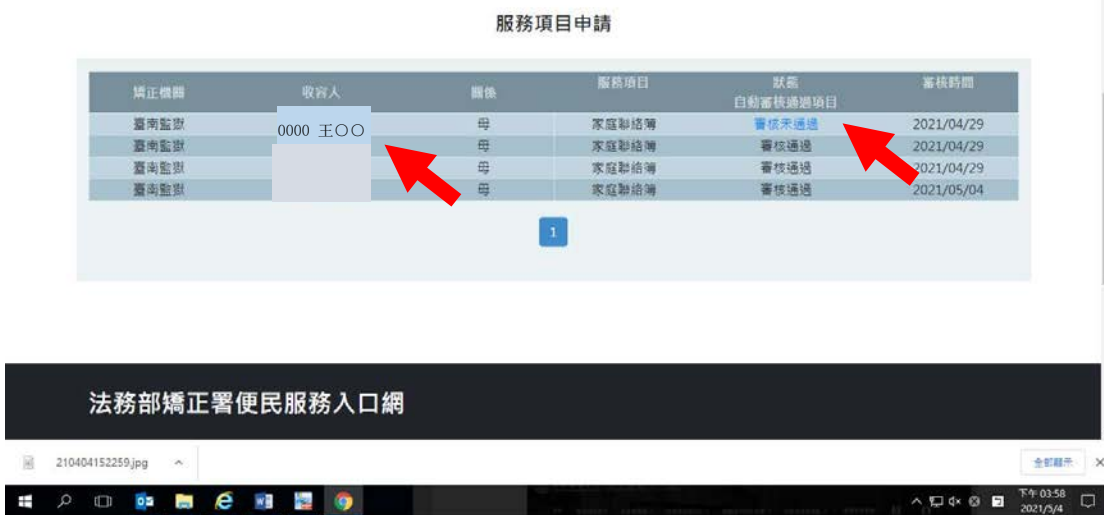 服務項目申請
矯正機關 收容人 關係 服務項目 狀態 審核時間
自動審核通過項目
臺南監獄 0000 王〇〇 母 家庭聯絡簿 審核未通過 2021/04/29
臺南監獄 母 家庭聯絡簿 審核通過 2021/04/29
臺南監獄 母 家庭聯絡簿 審核通過 2021/04/29
臺南監獄 母 家庭聯絡簿 審核通過 2021/05/04
1
法務部矯正署便民服務入口網
210404152259.jpg 全部顯示
下午 03:58
2021/5/4